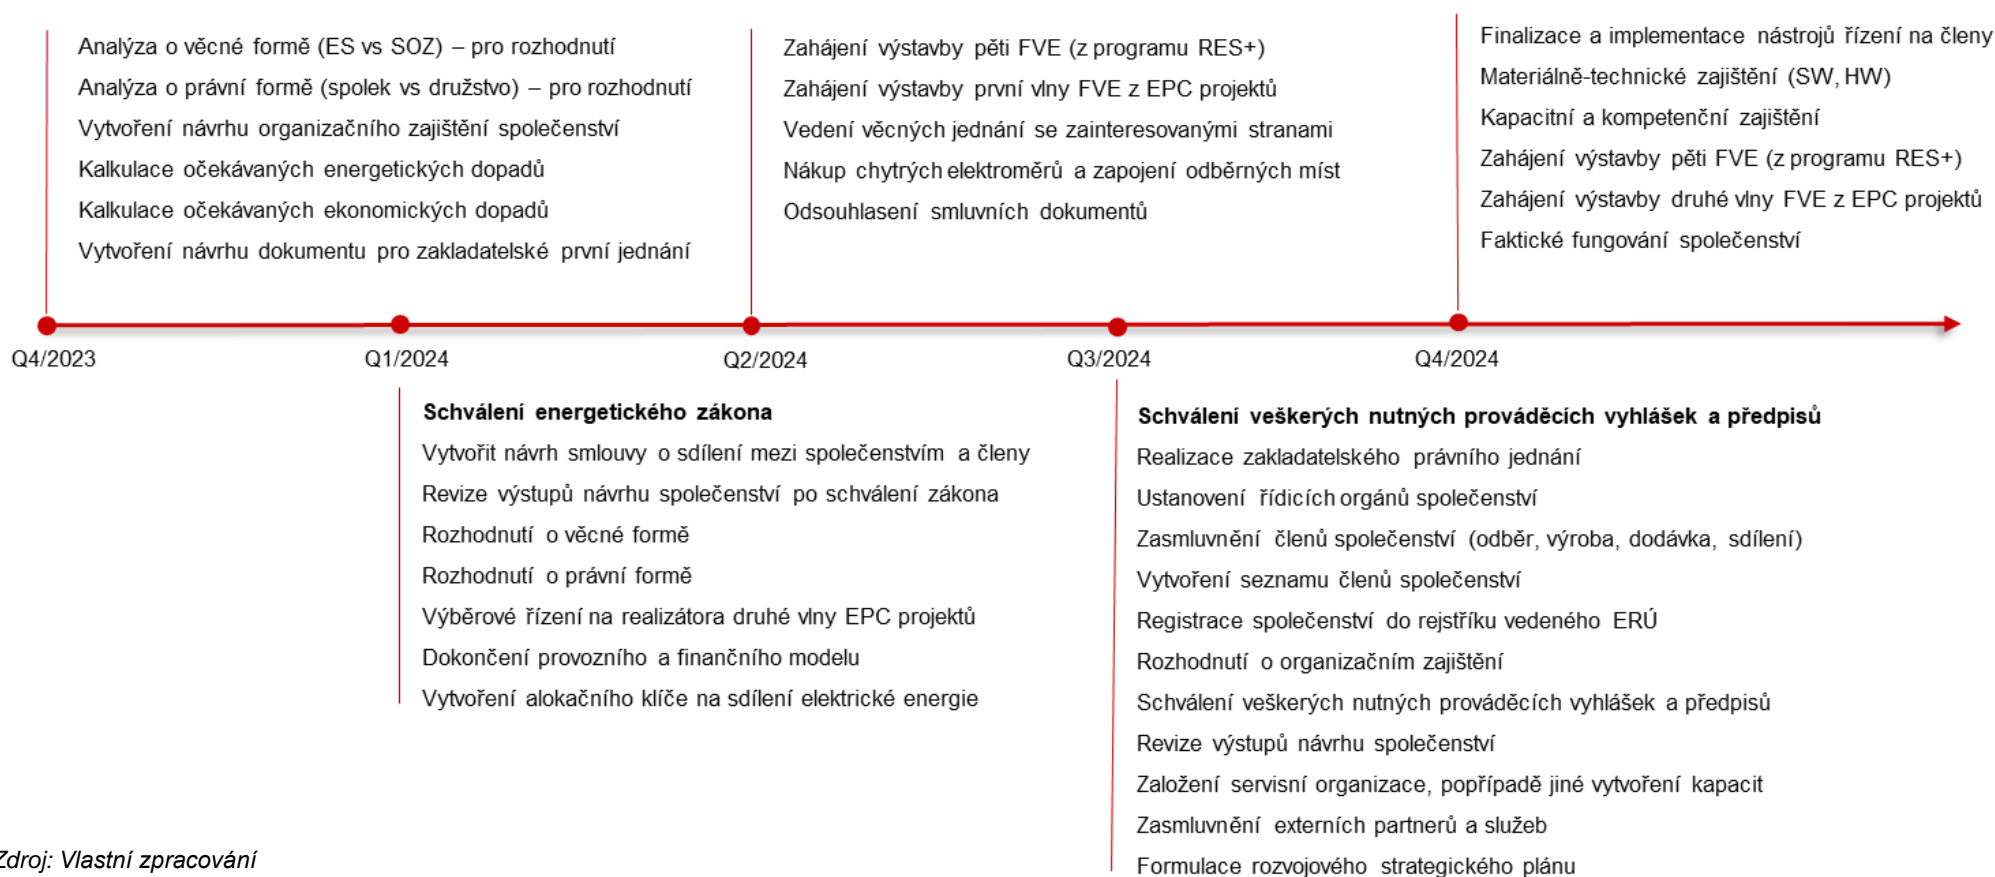 Analýza o věcné formě (ES vs SOZ) – pro rozhodnutí
Analýza o právní formě (spolek vs družstvo) – pro rozhodnutí
Vytvoření návrhu organizačního zajištění společenství
Kalkulace očekávaných energetických dopadů
Kalkulace očekávaných ekonomických dopadů
Vytvoření návrhu dokumentu pro zakladatelské první jednání
Zahájení výstavby pěti FVE (z programu RES+)
Zahájení výstavby první vlny FVE z EPC projektů
Vedení věcných jednání se zainteresovanými stranami
Nákup chytrých elektroměrů a zapojení odběrných míst
Odsouhlasení smluvních dokumentů
Finalizace a implementace nástrojů řízení na členy
Materiálně-technické zajištění (SW, HW)
Kapacitní a kompetenční zajištění
Zahájení výstavby pěti FVE (z programu RES+)
Zahájení výstavby druhé vlny FVE z EPC projektů
Faktické fungování společenství
Q4/2023
Q1/2024
Q2/2024
Q3/2024
Q4/2024
Schválení energetického zákona
Vytvořit návrh smlouvy o sdílení mezi společenstvím a členy
Revize výstupů návrhu společenství po schválení zákona
Rozhodnutí o věcné formě
Rozhodnutí o právní formě
Výběrové řízení na realizátora druhé vlny EPC projektů
Dokončení provozního a finančního modelu
Vytvoření alokačního klíče na sdílení elektrické energie
Schválení veškerých nutných prováděcích vyhlášek a předpisů
Realizace zakladatelského právního jednání
Ustanovení řídicích orgánů společenství
Zasmluvnění členů společenství (odběr, výroba, dodávka, sdílení)
Vytvoření seznamu členů společenství
Registrace společenství do rejstříku vedeného ERÚ
Rozhodnutí o organizačním zajištění
Schválení veškerých nutných prováděcích vyhlášek a předpisů
Revize výstupů návrhu společenství
Založení servisní organizace, popřípadě jiné vytvoření kapacit
Zasmluvnění externích partnerů a služeb
Formulace rozvojového strategického plánu
Zdroj: Vlastní zpracování